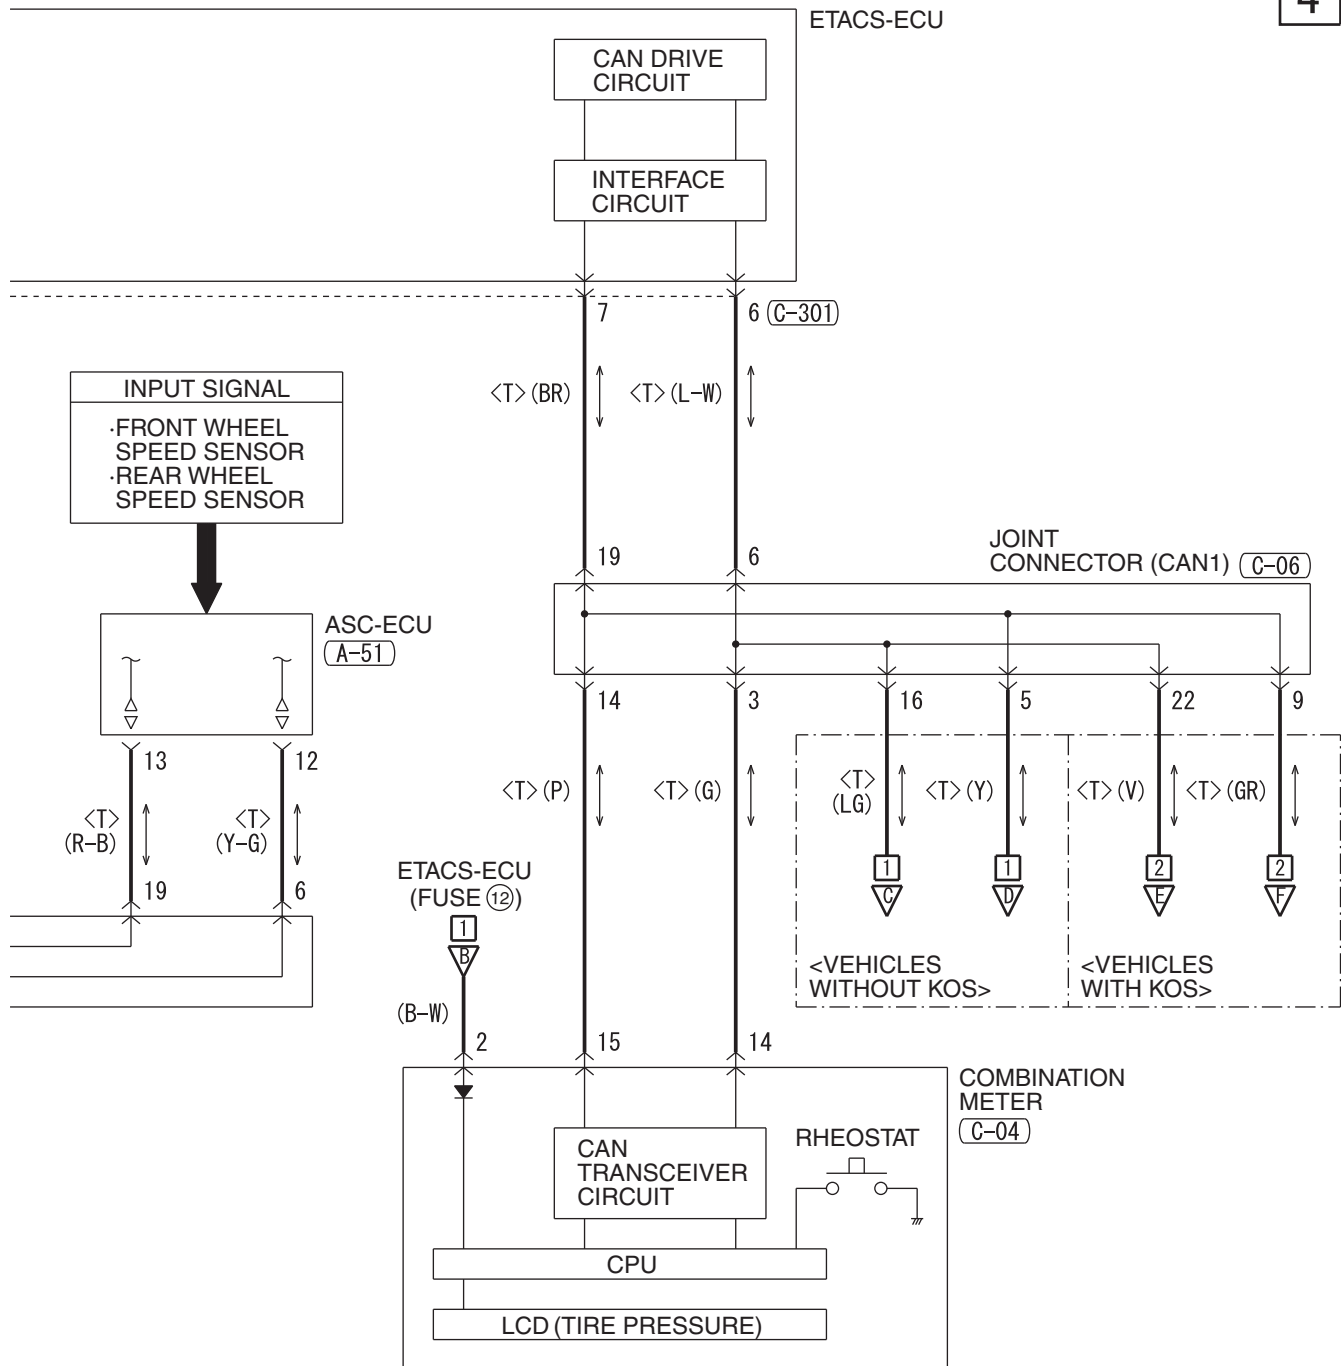 4
ETACS-ECU
CAN DRIVE
CIRCUIT
INTERFACE
CIRCUIT
7
6
C-301
<T>(BR)
<T>(L-W)
INPUT SIGNAL
·FRONT WHEEL
SPEED SENSOR
·REAR WHEEL
SPEED SENSOR
19
6
JOINT
CONNECTOR (CAN1)
C-06
ASC-ECU
A-51
14
3
16
5
22
9
13
12
<T>
(R-B)
<T>
(Y-G)
<T>(P)
<T>(G)
<T>
(LG)
<T>(Y)
<T>(V)
<T>(GR)
19
6
ETACS-ECU
(FUSE 12)
1
B
1
C
1
D
2
E
2
F
<VEHICLES
WITHOUT KOS>
<VEHICLES
WITH KOS>
(B-W)
2
15
14
COMBINATION
METER
C-04
CAN
TRANSCEIVER
CIRCUIT
RHEOSTAT
CPU
LCD (TIRE PRESSURE)